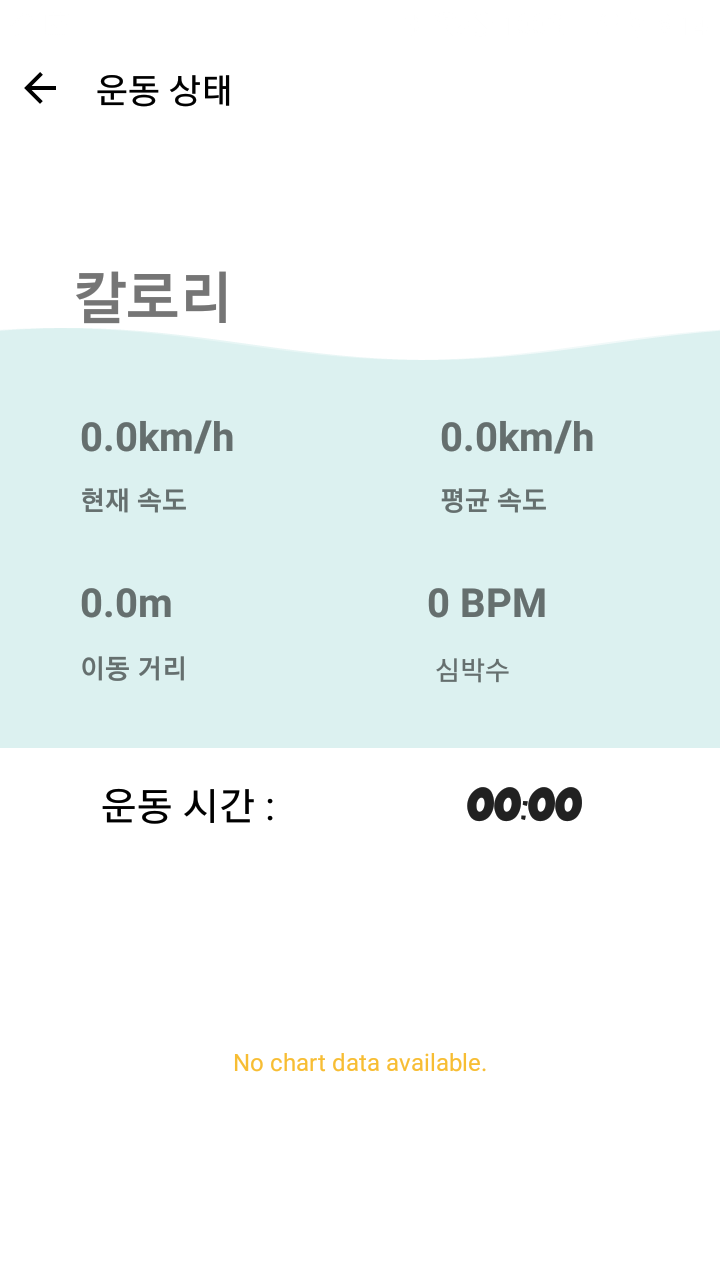 운동 상태
칼로리
0.0km/h
0.0km/h
현재 속도
평균 속도
0.0m
0 BPM
이동 거리
심박수
운동 시간 :
00:00
No chart data available.